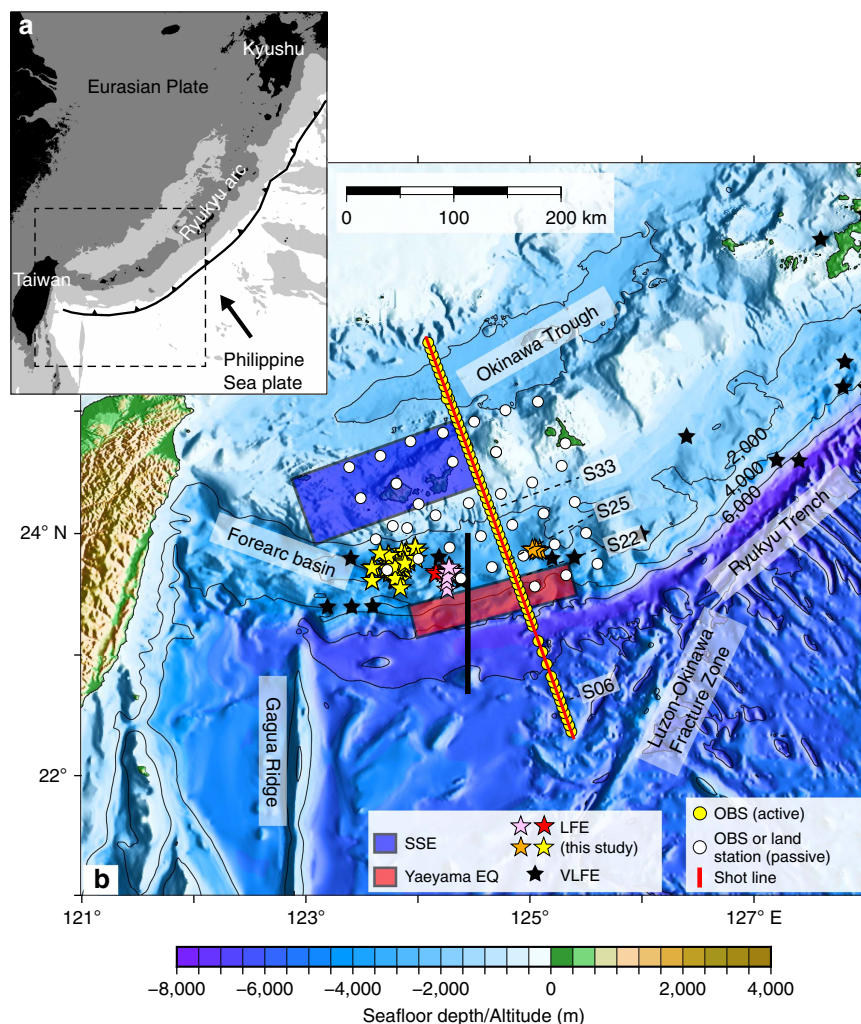 a
Kyushu
Eurasian Plate
Ryukyu arc
Taiwan
Philippine
Sea plate
0
100
200 km
Okinawa Trough
S33
S25
S22
2,000
4,000
6,000
Ryukyu Trench
24° N
Forearc basin
S06
Luzon-Okinawa
Fracture Zone
Gagua Ridge
22°
SSE
Yaeyama EQ
LFE
(this study)
VLFE
OBS (active)
OBS or land
station (passive)
Shot line
b
121°
123°
125°
127° E
−8,000
−6,000
−4,000
−2,000
0
2,000
4,000
Seafloor depth/Altitude (m)